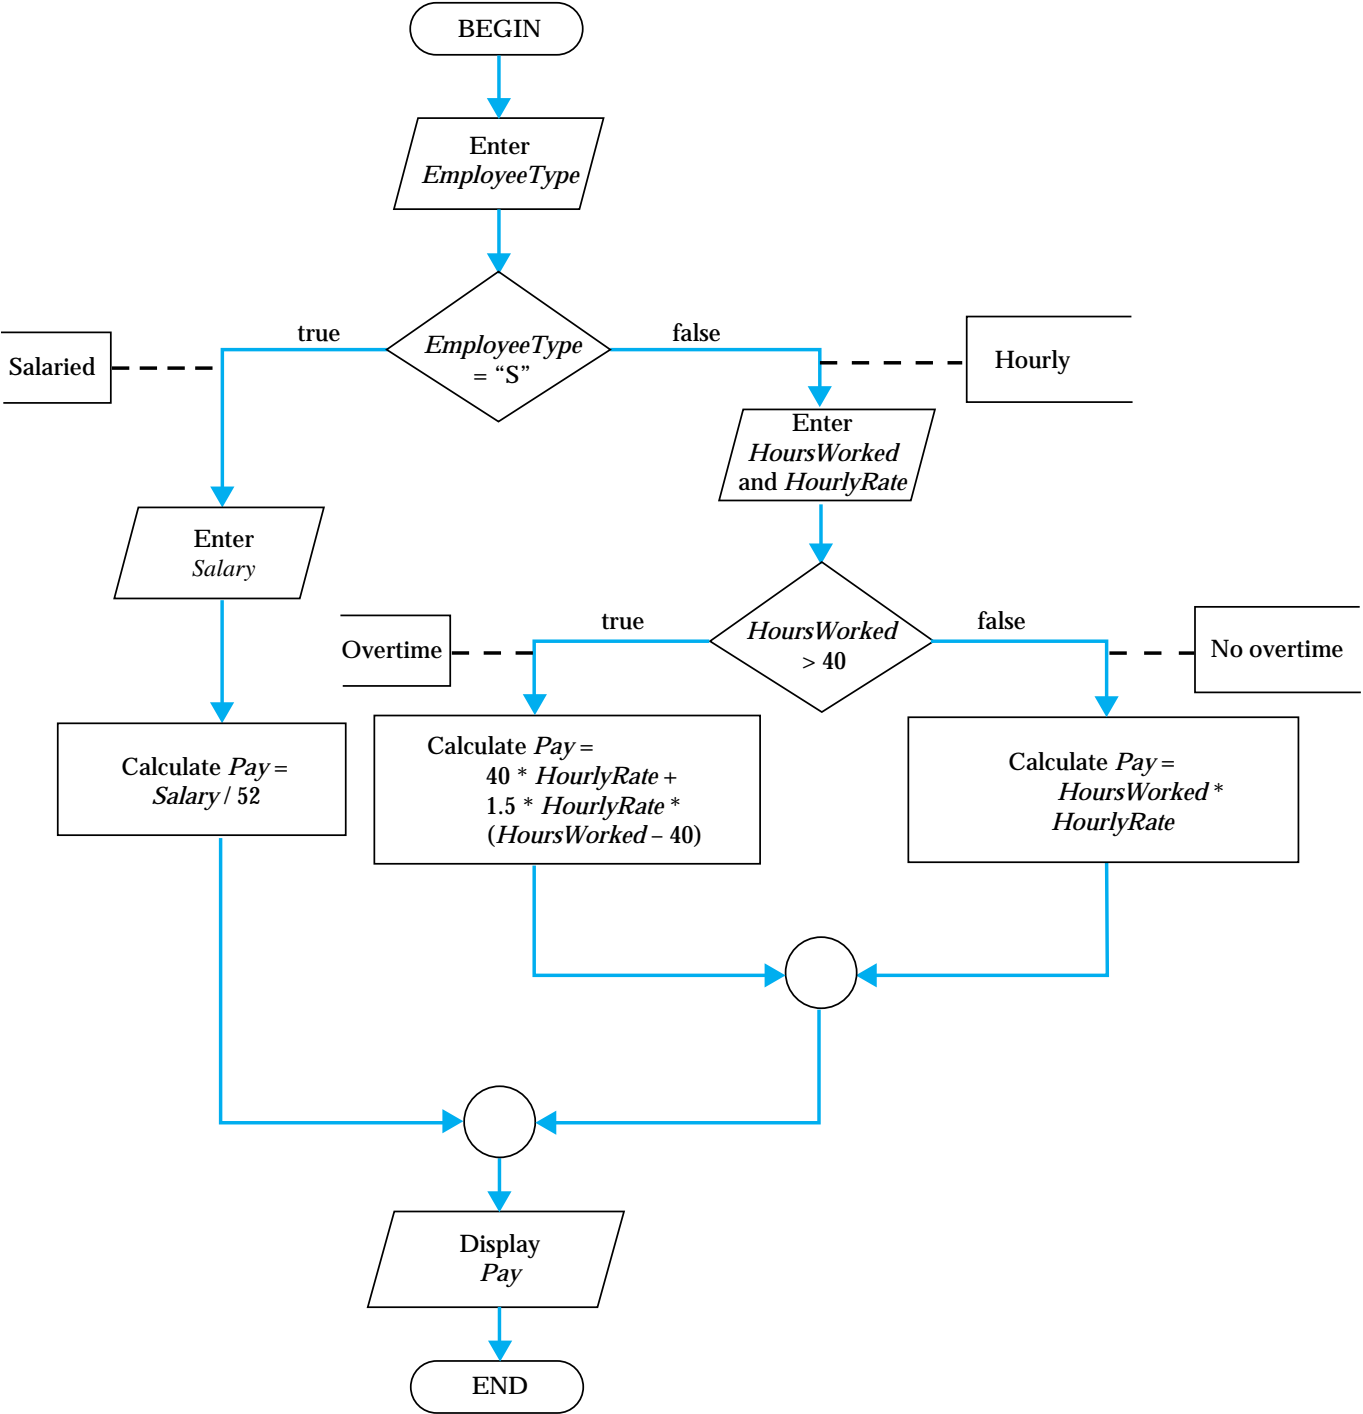 BEGIN
Enter
EmployeeType
true
EmployeeType
= “S”
false
Salaried
Hourly
Enter
HoursWorked
and HourlyRate
Enter
Salary
true
HoursWorked
> 40
false
Overtime
No overtime
Calculate Pay =
Salary / 52
Calculate Pay =
40 * HourlyRate +
1.5 * HourlyRate *
(HoursWorked – 40)
Calculate Pay =
HoursWorked *
HourlyRate
Display
Pay
END